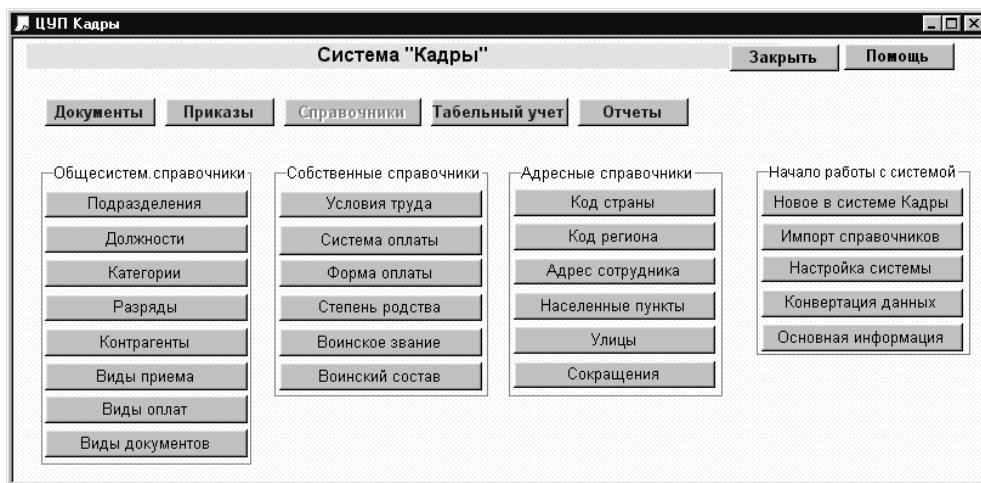 ЦУП Кадры
Система "Кадры"
Закрыть
Помощь
Документы
Приказы
Справочники
Табельный учет
Отчеты
Общесистем.справочники
Подразделения
Должности
Категории
Разряды
Контрагенты
Виды приема
Виды оплат
Виды документов
Собственные справочники
Условия труда
Система оплаты
Форма оплаты
Степень родства
Воинское звание
Воинский состав
Адресные справочники
Код страны
Код региона
Адрес сотрудника
Населенные пункты
Улицы
Сокращения
Начало работы с системой
Новое в системе Кадры
Импорт справочников
Настройка системы
Конвертация данных
Основная информация